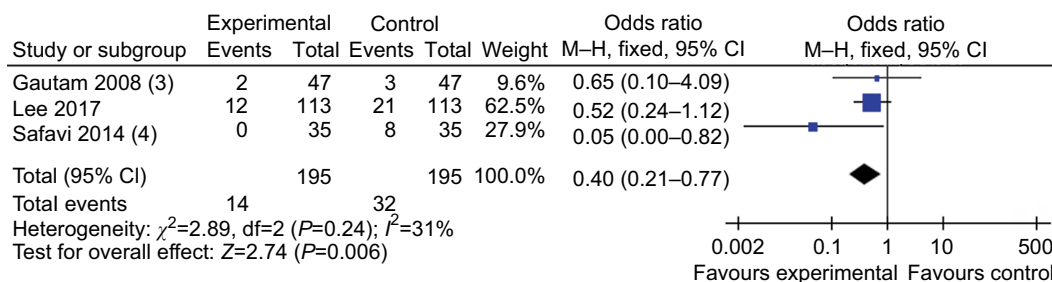 Experimental Control Odds ratio Odds ratio
Study or subgroup Events Total Events Total Weight M–H, fixed, 95% CI M–H, fixed, 95% CI
Gautam 2008 (3) 2 47 3 47 9.6% 0.65 (0.10–4.09)
Lee 2017 12 113 21 113 62.5% 0.52 (0.24–1.12)
Safavi 2014 (4) 0 35 8 35 27.9% 0.05 (0.00–0.82)
Total (95% CI) 195 195 100.0% 0.40 (0.21–0.77)
Total events 14 32
Heterogeneity: χ²=2.89, df=2 (P=0.24); I²=31%
Test for overall effect: Z=2.74 (P=0.006)
0.002 0.1 1 10 500
Favours experimental Favours control